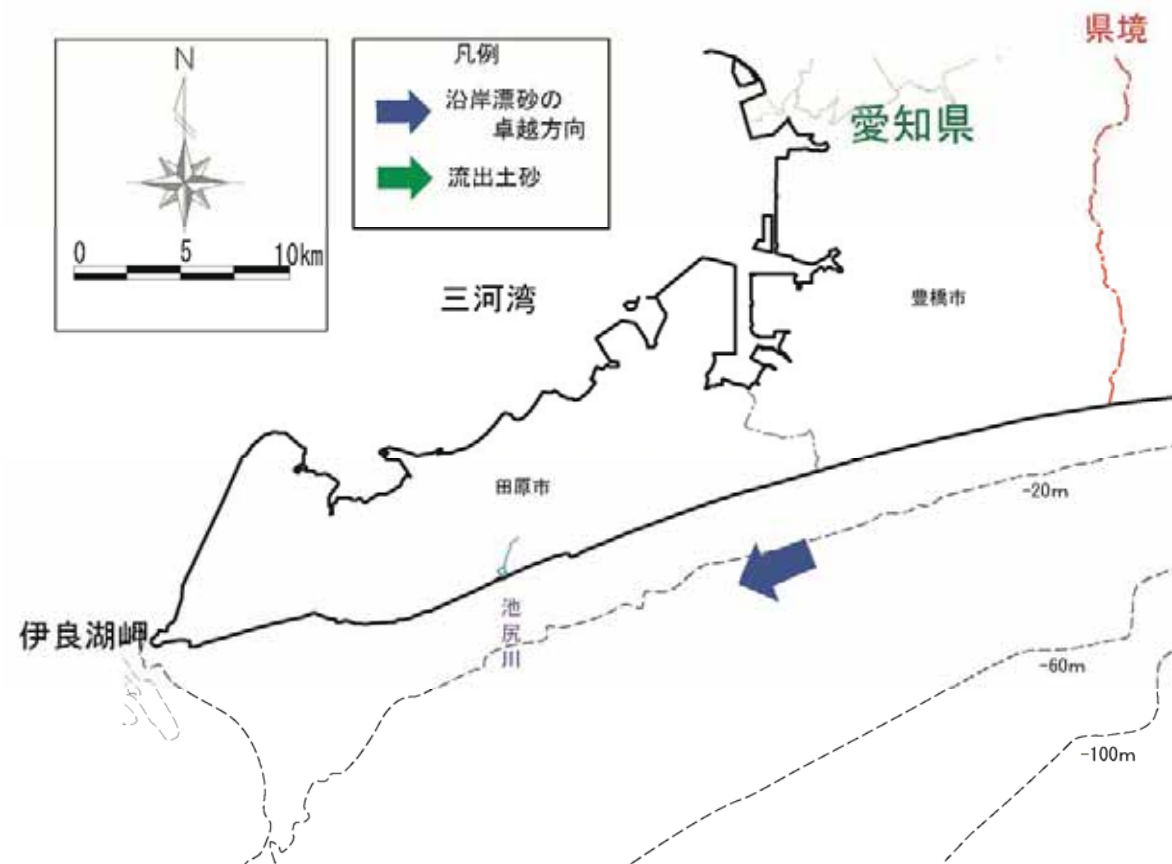 N
0 5 10km
凡例
沿岸漂砂の
卓越方向
流出土砂
県境
愛知県
三河湾
豊橋市
田原市
-20m
池尻川
伊良湖岬
-60m
-100m